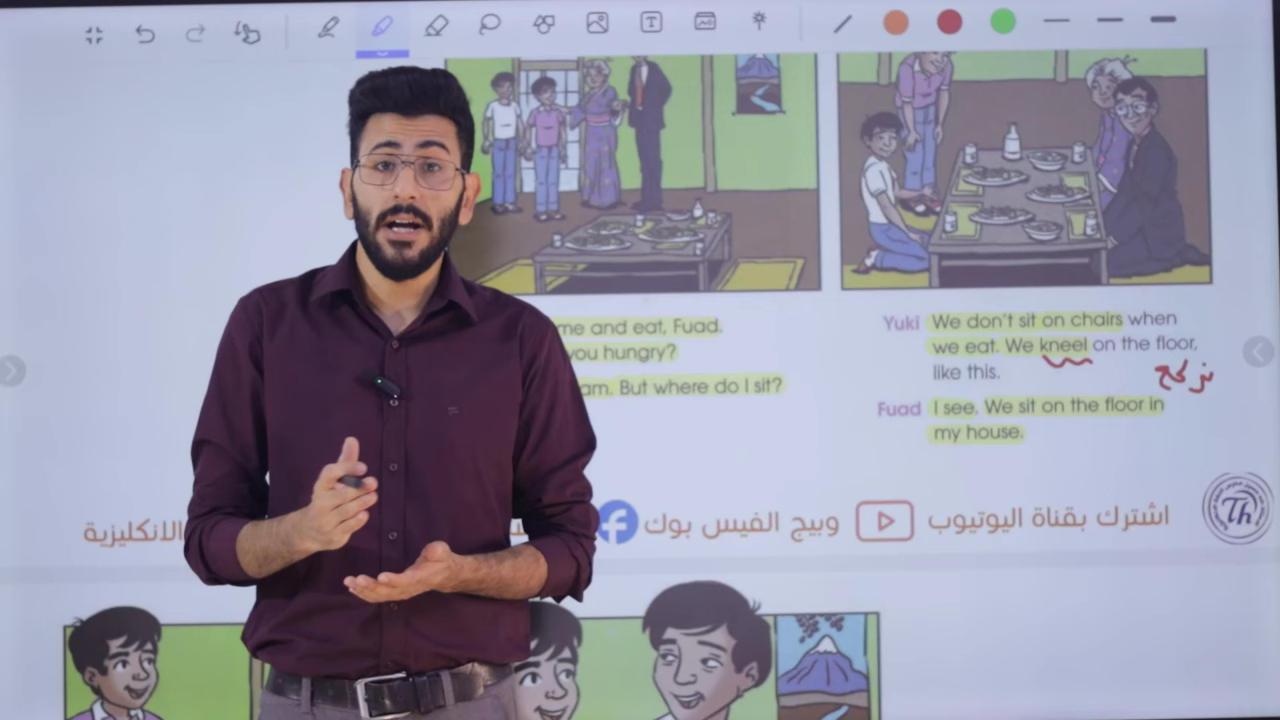 me and eat, Fuad.
you hungry?
am. But where do I sit?
Yuki We don't sit on chairs when
we eat. We kneel on the floor,
like this.
Fuad I see. We sit on the floor in
my house.
اشترك بقناة اليوتيوب وبيج الفيس بوك
الانكليزية
Th